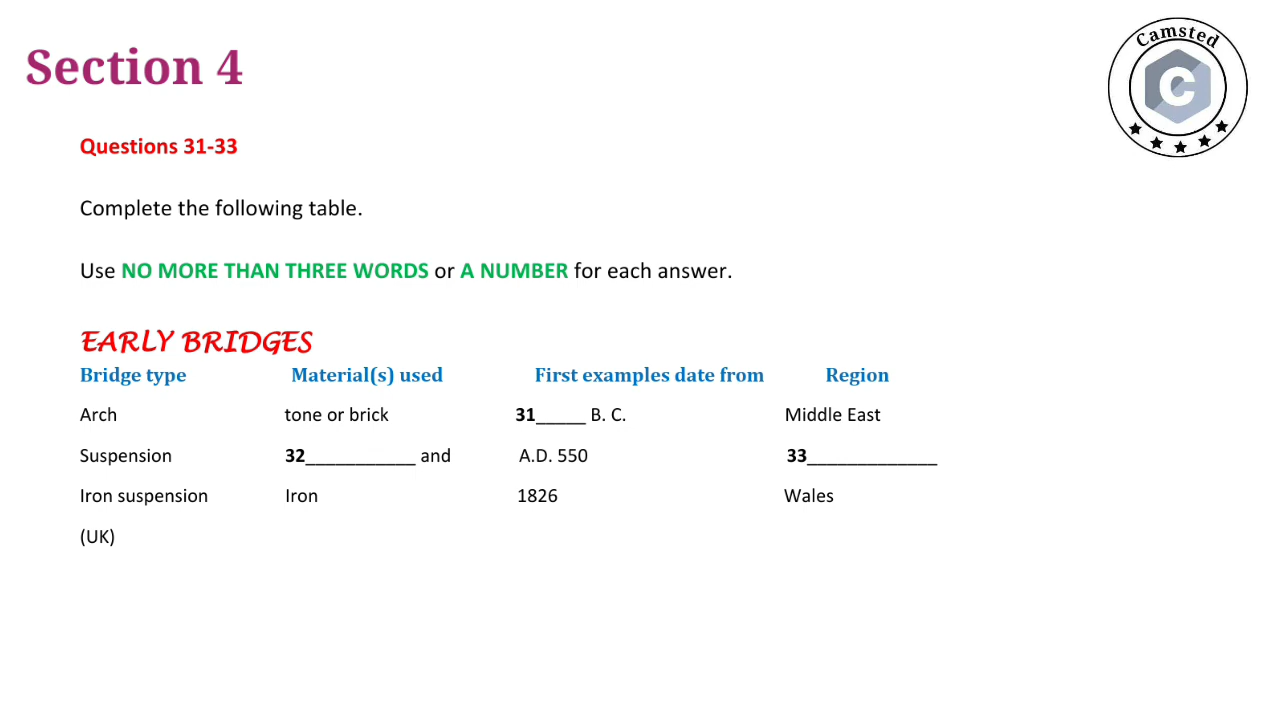 Section 4
Camsted
C
Questions 31-33
Complete the following table.
Use NO MORE THAN THREE WORDS or A NUMBER for each answer.
EARLY BRIDGES
Bridge type Material(s) used First examples date from Region
Arch tone or brick 31_____ B. C. Middle East
Suspension 32___________ and A.D. 550 33_____________
Iron suspension Iron 1826 Wales
(UK)